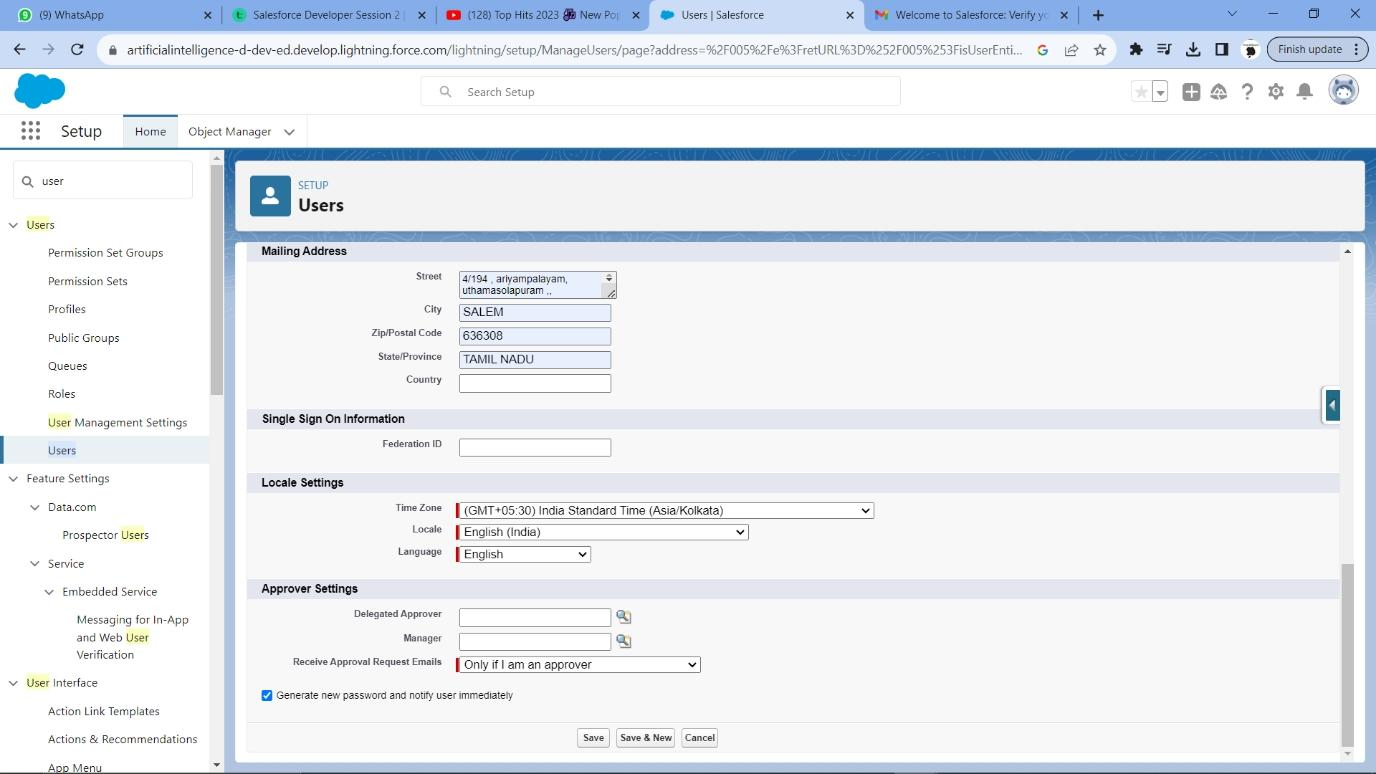 (9) WhatsApp
Salesforce Developer Session 2 |
(128) Top Hits 2023 🎶 New Pop
Users | Salesforce
Welcome to Salesforce: Verify yo
artificialintelligence-d-dev-ed.develop.lightning.force.com/lightning/setup/ManageUsers/page?address=%2F005%2Fe%3FretURL%3D%252F005%253FisUserEnti...
Finish update
Search Setup
Setup
Home
Object Manager
user
Users
Permission Set Groups
Permission Sets
Profiles
Public Groups
Queues
Roles
User Management Settings
Users
Feature Settings
Data.com
Prospector Users
Service
Embedded Service
Messaging for In-App
and Web User
Verification
User Interface
Action Link Templates
Actions & Recommendations
App Menu
SETUP
Users
Mailing Address
Street
4/194 , ariyampalayam,
uthamasolapuram ,,
City
SALEM
Zip/Postal Code
636308
State/Province
TAMIL NADU
Country
Single Sign On Information
Federation ID
Locale Settings
Time Zone
(GMT+05:30) India Standard Time (Asia/Kolkata)
Locale
English (India)
Language
English
Approver Settings
Delegated Approver
Manager
Receive Approval Request Emails
Only if I am an approver
Generate new password and notify user immediately
Save
Save & New
Cancel